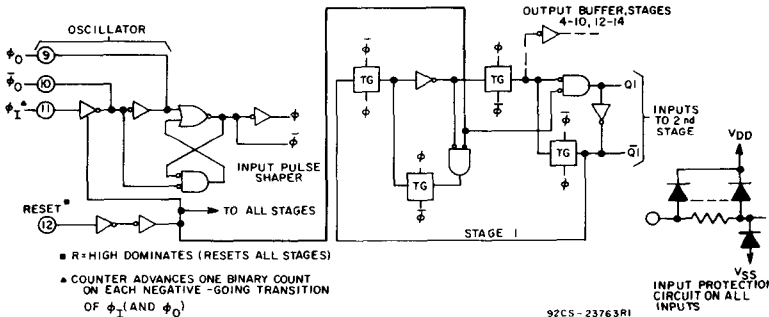 OSCILLATOR
ϕO 9
ϕ̄O 10
ϕI▲ 11
ϕ
ϕ̄
INPUT PULSE
SHAPER
RESET■
12
TO ALL STAGES
■ R=HIGH DOMINATES (RESETS ALL STAGES)
▲ COUNTER ADVANCES ONE BINARY COUNT
ON EACH NEGATIVE-GOING TRANSITION
OF ϕI(AND ϕO)
OUTPUT BUFFER, STAGES
4-10, 12-14
ϕ̄
TG
ϕ
ϕ
TG
ϕ̄
ϕ
TG
ϕ̄
ϕ̄
TG
ϕ
Q1
Q̄1
INPUTS
TO 2nd
STAGE
STAGE 1
VDD
VSS
INPUT PROTECTION
CIRCUIT ON ALL
INPUTS
92CS-23763R1